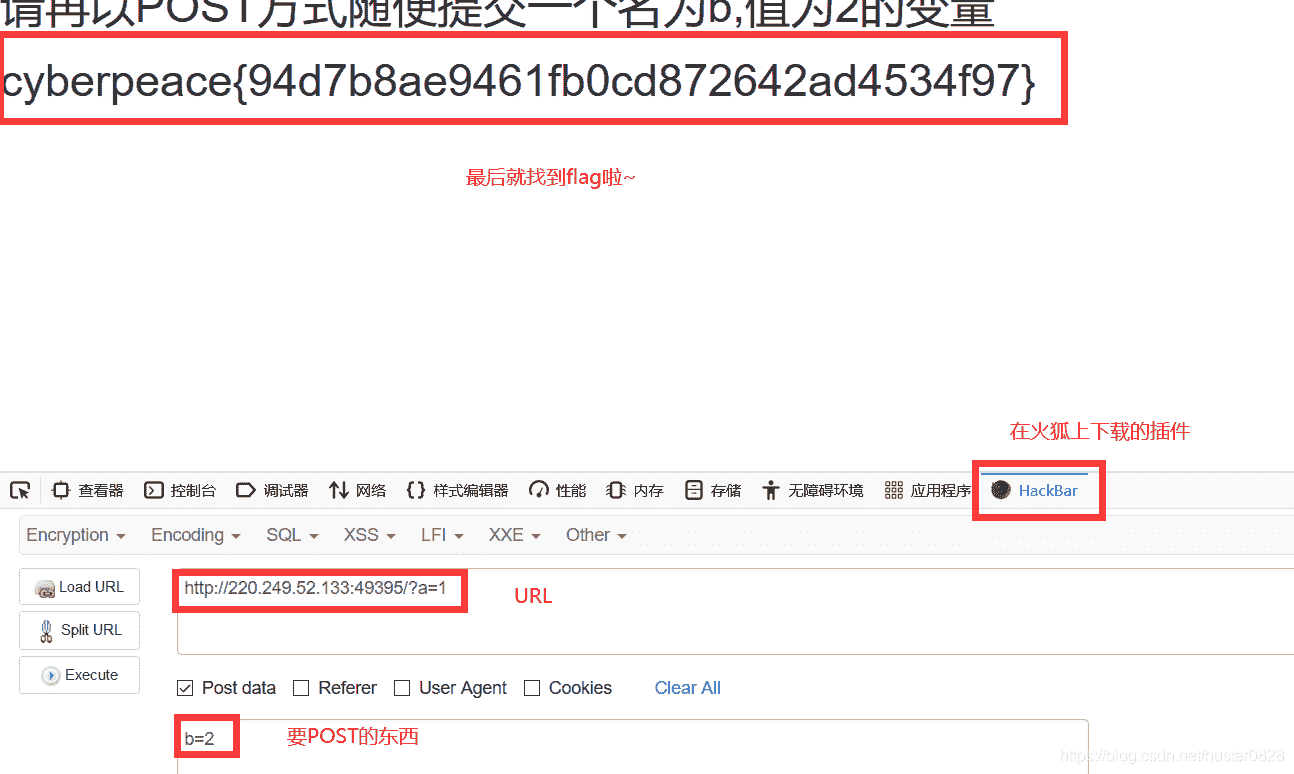 请再以POST方式随便提交一个名为b,值为2的变量
cyberpeace{94d7b8ae9461fb0cd872642ad4534f97}
最后就找到flag啦~
在火狐上下载的插件
查看器 控制台 调试器 网络 样式编辑器 性能 内存 存储 无障碍环境 应用程序 HackBar
Encryption Encoding SQL XSS LFI XXE Other
Load URL http://220.249.52.133:49395/?a=1 URL
Split URL
Execute
Post data Referer User Agent Cookies Clear All
b=2 要POST的东西
https://blog.csdn.net/huster0828